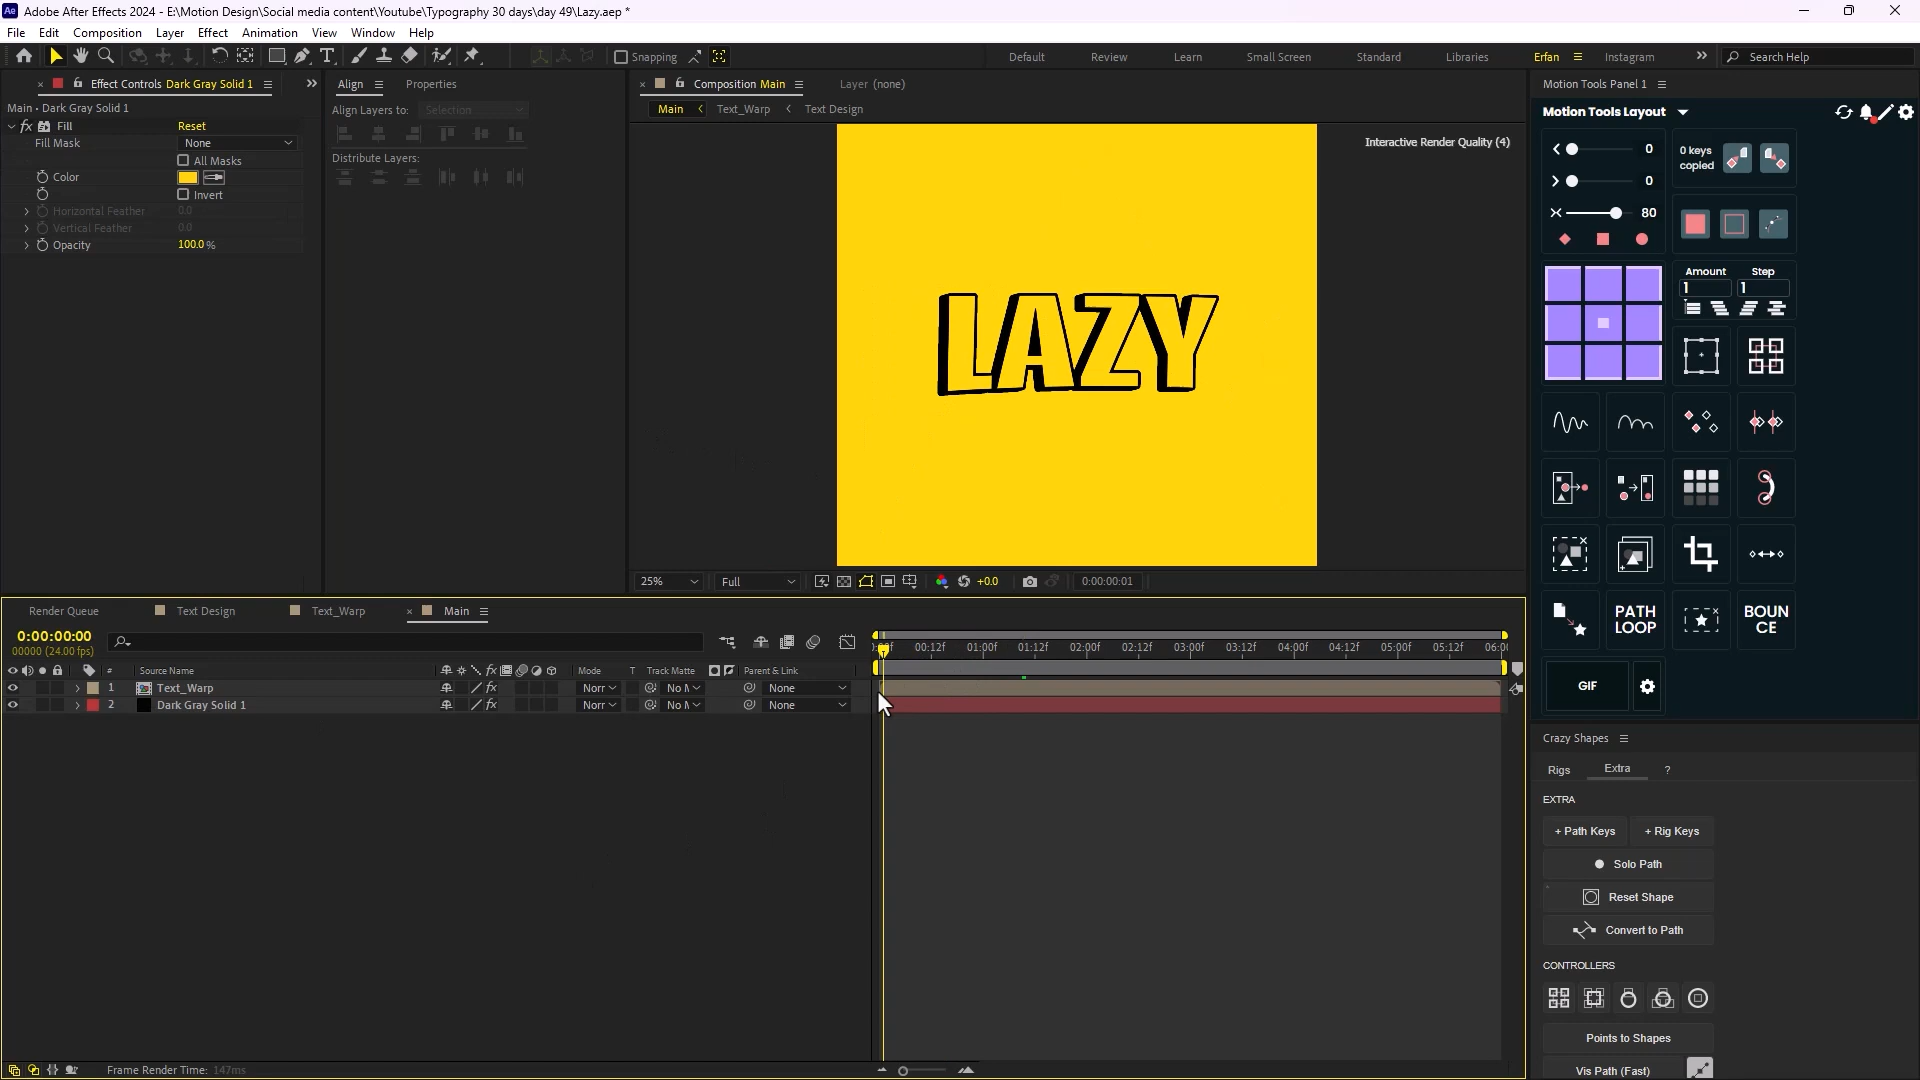 Adobe After Effects 2024 - E:\Motion Design\Social media content\Youtube\Typography 30 days\day 49\Lazy.aep *
File Edit Composition Layer Effect Animation View Window Help
Snapping
Default Review Learn Small Screen Standard Libraries Erfan Instagram Search Help
Effect Controls Dark Gray Solid 1
Align Properties
Composition Main
Layer (none)
Motion Tools Panel 1
Main • Dark Gray Solid 1
Align Layers to: Selection
Main Text_Warp Text Design
Motion Tools Layout
fx Fill Reset
Fill Mask None
All Masks
Color
Invert
Horizontal Feather 0.0
Vertical Feather 0.0
Opacity 100.0 %
Distribute Layers:
Interactive Render Quality (4)
LAZY
0
0 keys copied
0
80
Amount Step
1 1
PATH LOOP
BOUN CE
GIF
25% Full +0.0 0:00:00:01
Render Queue Text Design Text_Warp Main
0:00:00:00
00000 (24.00 fps)
00:12f 01:00f 01:12f 02:00f 02:12f 03:00f 03:12f 04:00f 04:12f 05:00f 05:12f 06:0
# Source Name Mode T Track Matte Parent & Link
1 Text_Warp Norr No M None
2 Dark Gray Solid 1 Norr No M None
Crazy Shapes
Rigs Extra ?
EXTRA
+ Path Keys + Rig Keys
Solo Path
Reset Shape
Convert to Path
CONTROLLERS
Points to Shapes
Vis Path (Fast)
Frame Render Time: 147ms